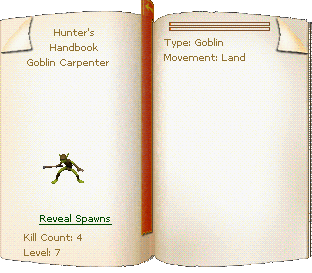 Hunter's
Handbook
Goblin Carpenter
Reveal Spawns
Kill Count: 4
Level: 7
Type: Goblin
Movement: Land